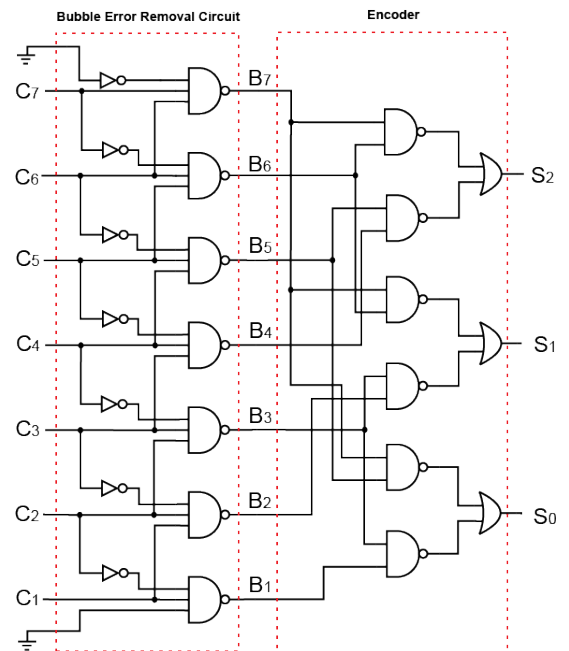 Bubble Error Removal Circuit
Encoder
C7
B7
C6
B6
S2
C5
B5
C4
B4
S1
C3
B3
C2
B2
S0
C1
B1